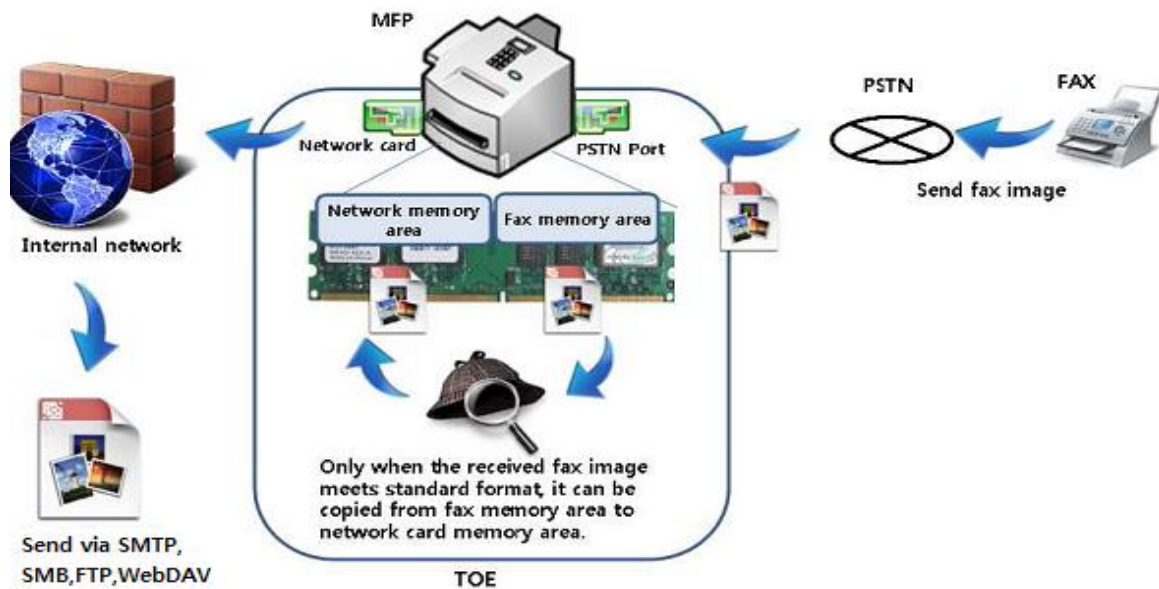 MFP
PSTN
FAX
Network card
PSTN Port
Send fax image
Network memory
area
Fax memory area
Internal network
Only when the received fax image
meets standard format, it can be
copied from fax memory area to
network card memory area.
Send via SMTP,
SMB,FTP,WebDAV
TOE